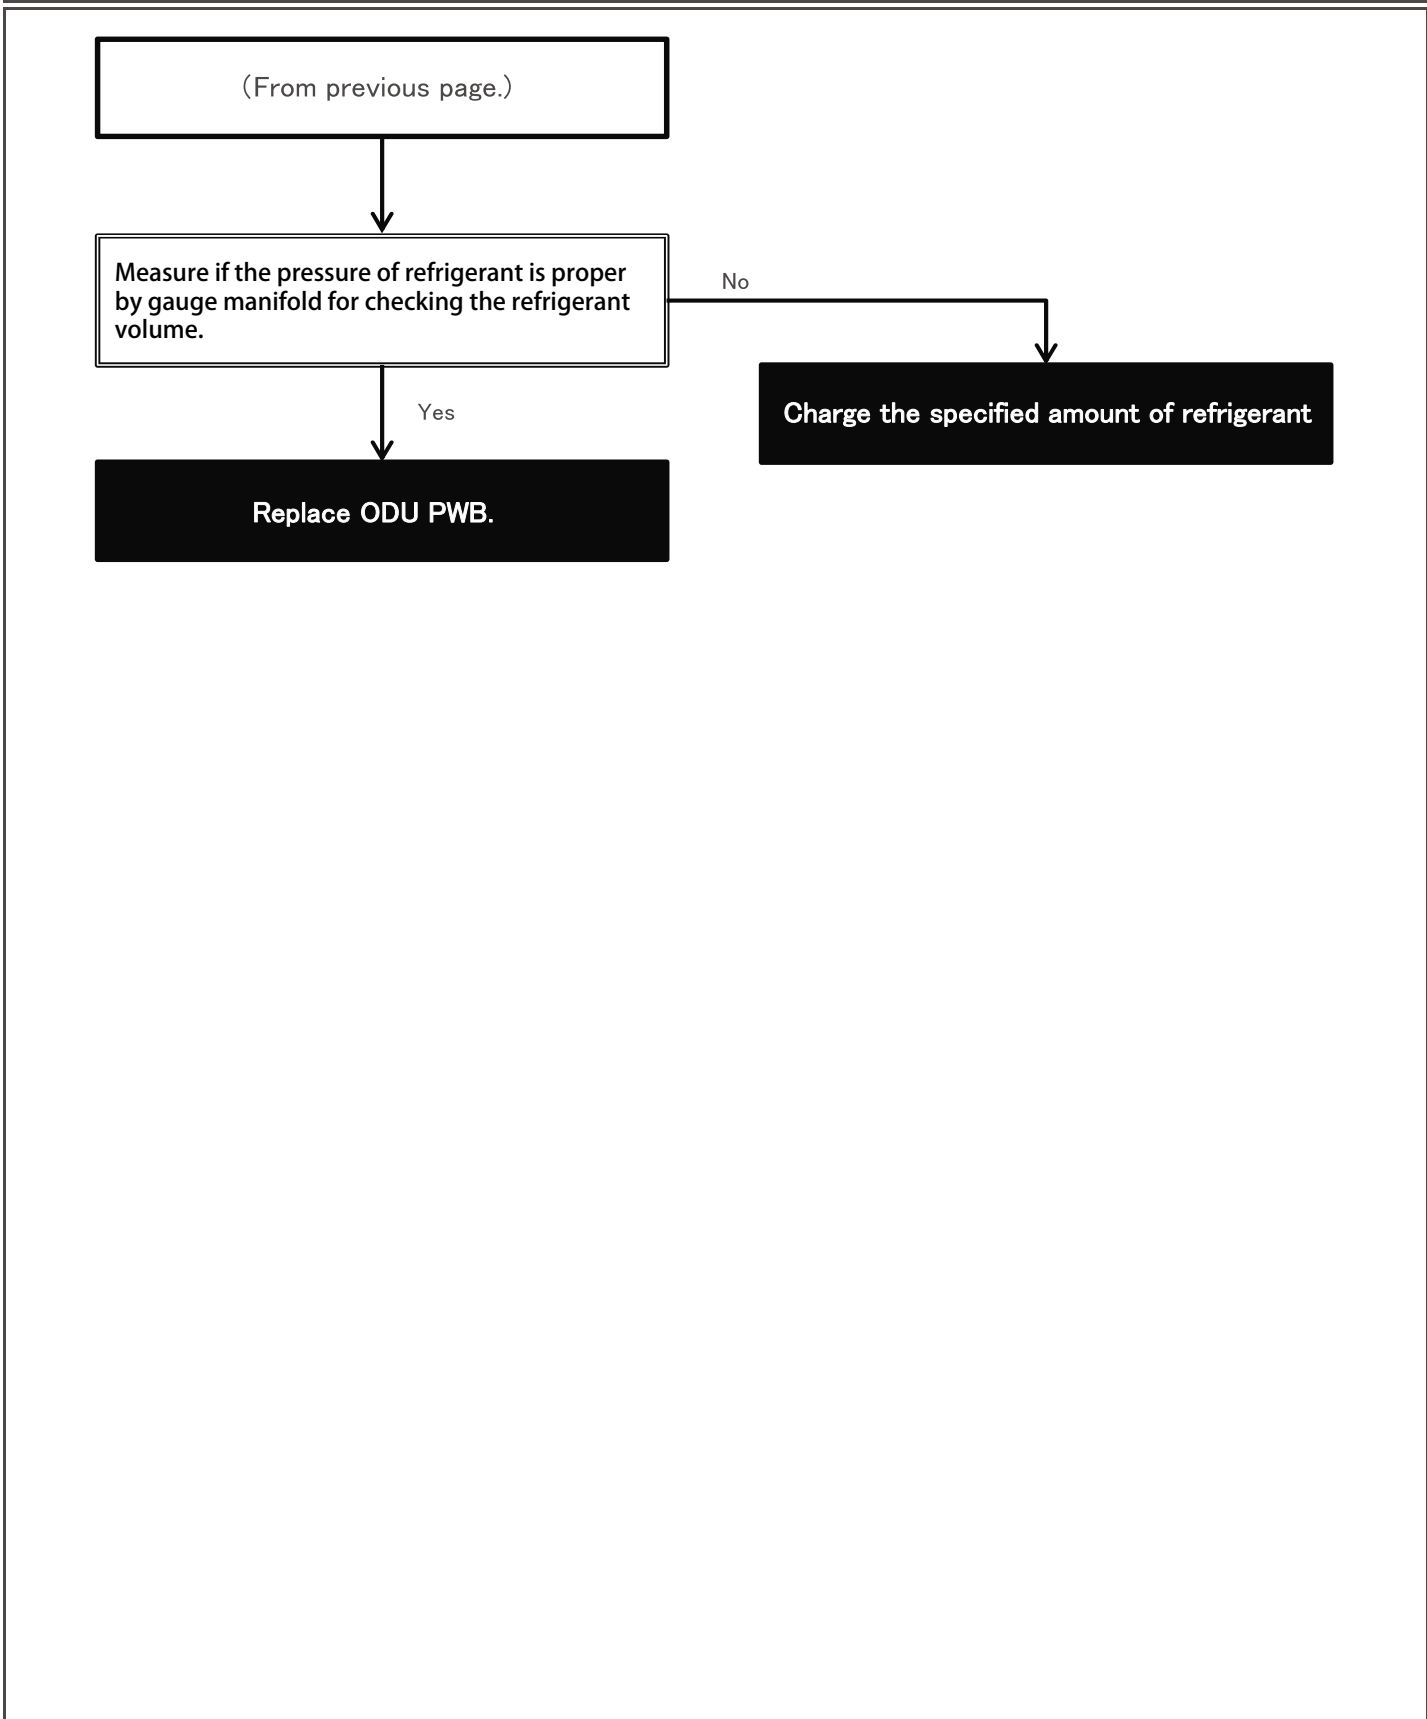 (From previous page.)
Measure if the pressure of refrigerant is proper
by gauge manifold for checking the refrigerant
volume.
No
Charge the specified amount of refrigerant
Yes
Replace ODU PWB.